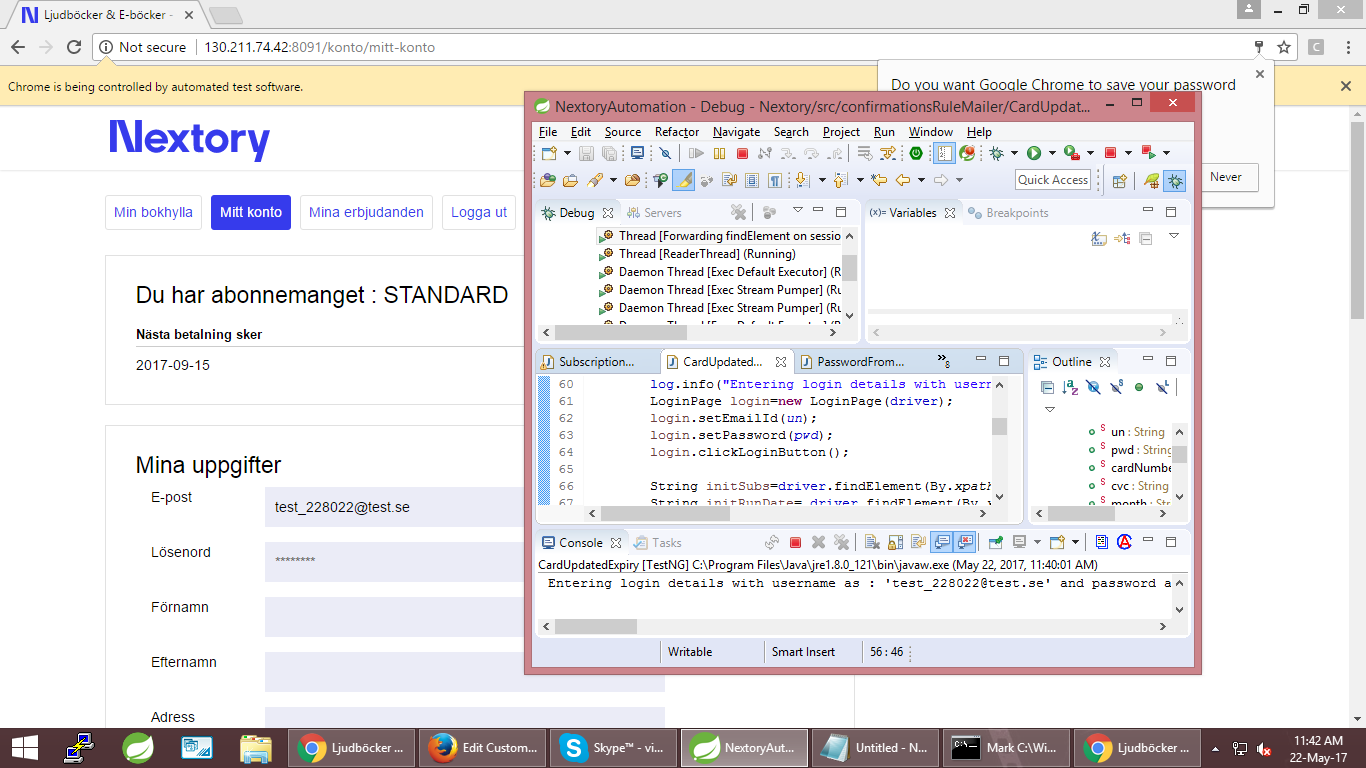 Ljudböcker & E-böcker -
Not secure
130.211.74.42:8091/konto/mitt-konto
C
Chrome is being controlled by automated test software.
Do you want Google Chrome to save your password
Never
Nextory
Min bokhylla
Mitt konto
Mina erbjudanden
Logga ut
Du har abonnemanget : STANDARD
Nästa betalning sker
2017-09-15
Mina uppgifter
E-post
test_228022@test.se
Lösenord
********
Förnamn
Efternamn
Adress
NextoryAutomation - Debug - Nextory/src/confirmationsRuleMailer/CardUpdat...
File Edit Source Refactor Navigate Search Project Run Window Help
Quick Access
Debug
Servers
Thread [Forwarding findElement on sessio
Thread [ReaderThread] (Running)
Daemon Thread [Exec Default Executor] (R
Daemon Thread [Exec Stream Pumper] (Ru
Daemon Thread [Exec Stream Pumper] (Ru
(x)= Variables
Breakpoints
Subscription...
CardUpdated...
PasswordFrom...
»5
60 log.info("Entering login details with usern
61 LoginPage login=new LoginPage(driver);
62 login.setEmailId(un);
63 login.setPassword(pwd);
64 login.clickLoginButton();
65
66 String initSubs=driver.findElement(By.xpath
67 String initRunDate= driver.findElement(By.x
Outline
un : String
pwd : String
cardNumbe
cvc : String
month : Str
Console
Tasks
CardUpdatedExpiry [TestNG] C:\Program Files\Java\jre1.8.0_121\bin\javaw.exe (May 22, 2017, 11:40:01 AM)
Entering login details with username as : 'test_228022@test.se' and password a
Writable
Smart Insert
56 : 46
Ljudböcker ...
Edit Custom...
Skype™ - vi...
NextoryAut...
Untitled - N...
Mark C:\Wi...
Ljudböcker ...
11:42 AM
22-May-17